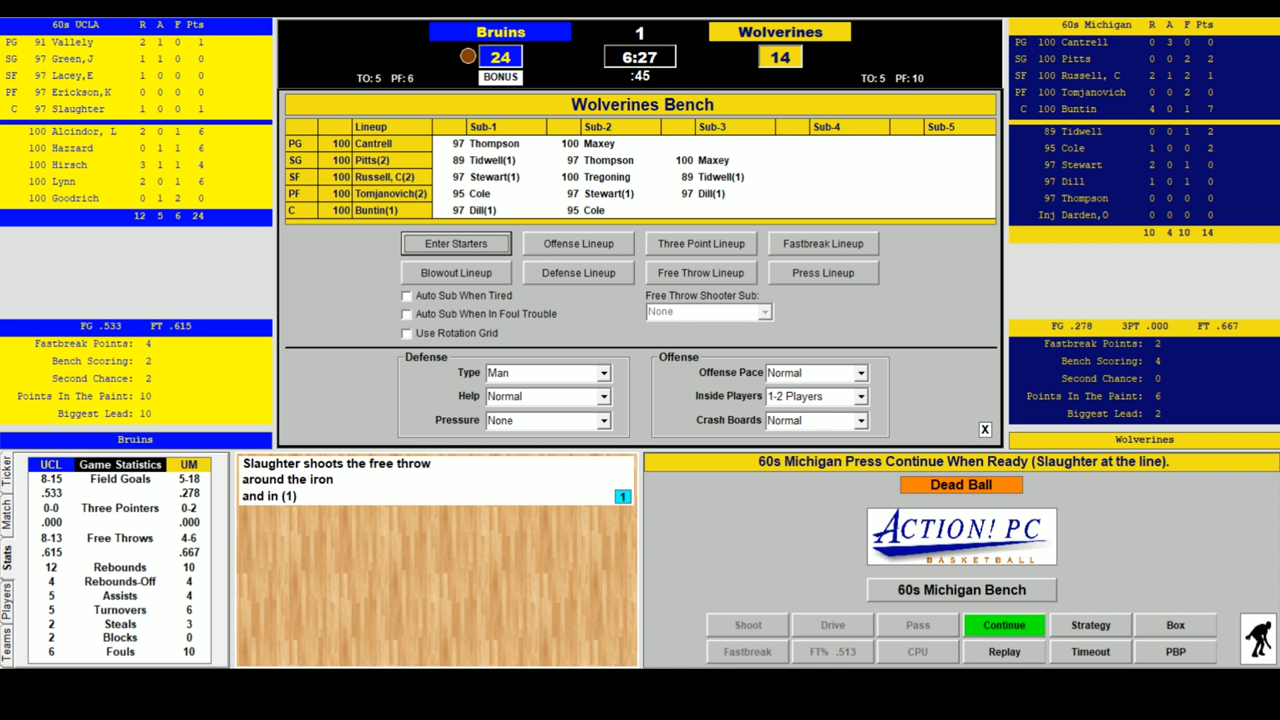 60s UCLA R A F Pts
PG 91 Vallely 2 1 0 1
SG 97 Green,J 1 1 0 0
SF 97 Lacey,E 1 0 0 0
PF 97 Erickson,K 0 0 0 0
C 97 Slaughter 1 0 0 1
100 Alcindor, L 2 0 1 6
100 Hazzard 0 1 1 6
100 Hirsch 3 1 1 4
100 Lynn 2 0 1 6
100 Goodrich 0 1 2 0
12 5 6 24
FG .533 FT .615
Fastbreak Points: 4
Bench Scoring: 2
Second Chance: 2
Points In The Paint: 10
Biggest Lead: 10
Bruins
Bruins 1 Wolverines
24 6:27 14
BONUS :45
TO: 5 PF: 6 TO: 5 PF: 10
Wolverines Bench
Lineup Sub-1 Sub-2 Sub-3 Sub-4 Sub-5
PG 100 Cantrell 97 Thompson 100 Maxey
SG 100 Pitts(2) 89 Tidwell(1) 97 Thompson 100 Maxey
SF 100 Russell, C(2) 97 Stewart(1) 100 Tregoning 89 Tidwell(1)
PF 100 Tomjanovich(2) 95 Cole 97 Stewart(1) 97 Dill(1)
C 100 Buntin(1) 97 Dill(1) 95 Cole
Enter Starters Offense Lineup Three Point Lineup Fastbreak Lineup
Blowout Lineup Defense Lineup Free Throw Lineup Press Lineup
Auto Sub When Tired Free Throw Shooter Sub:
Auto Sub When In Foul Trouble None
Use Rotation Grid
Defense Offense
Type Man Offense Pace Normal
Help Normal Inside Players 1-2 Players
Pressure None Crash Boards Normal
X
60s Michigan R A F Pts
PG 100 Cantrell 0 3 0 0
SG 100 Pitts 0 0 2 2
SF 100 Russell, C 2 1 2 1
PF 100 Tomjanovich 0 0 2 0
C 100 Buntin 4 0 1 7
89 Tidwell 0 0 1 2
95 Cole 1 0 0 2
97 Stewart 2 0 1 0
97 Dill 1 0 1 0
97 Thompson 0 0 0 0
Inj Darden,O 0 0 0 0
10 4 10 14
FG .278 3PT .000 FT .667
Fastbreak Points: 2
Bench Scoring: 4
Second Chance: 0
Points In The Paint: 6
Biggest Lead: 2
Wolverines
Ticker
Match
Stats
Players
Teams
UCL Game Statistics UM
8-15 Field Goals 5-18
.533 .278
0-0 Three Pointers 0-2
.000 .000
8-13 Free Throws 4-6
.615 .667
12 Rebounds 10
4 Rebounds-Off 4
5 Assists 4
5 Turnovers 6
2 Steals 3
2 Blocks 0
6 Fouls 10
Slaughter shoots the free throw
around the iron
and in (1)
1
60s Michigan Press Continue When Ready (Slaughter at the line).
Dead Ball
ACTION! PC
BASKETBALL
60s Michigan Bench
Shoot Drive Pass Continue Strategy Box
Fastbreak FT% .513 CPU Replay Timeout PBP